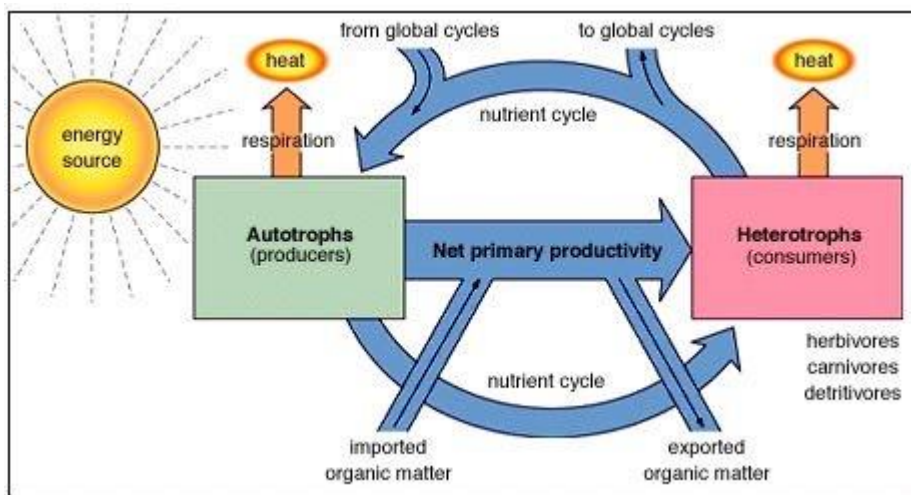 from global cycles
to global cycles
heat
heat
energy
source
respiration
nutrient cycle
respiration
Autotrophs
(producers)
Net primary productivity
Heterotrophs
(consumers)
herbivores
carnivores
detritivores
nutrient cycle
imported
organic matter
exported
organic matter